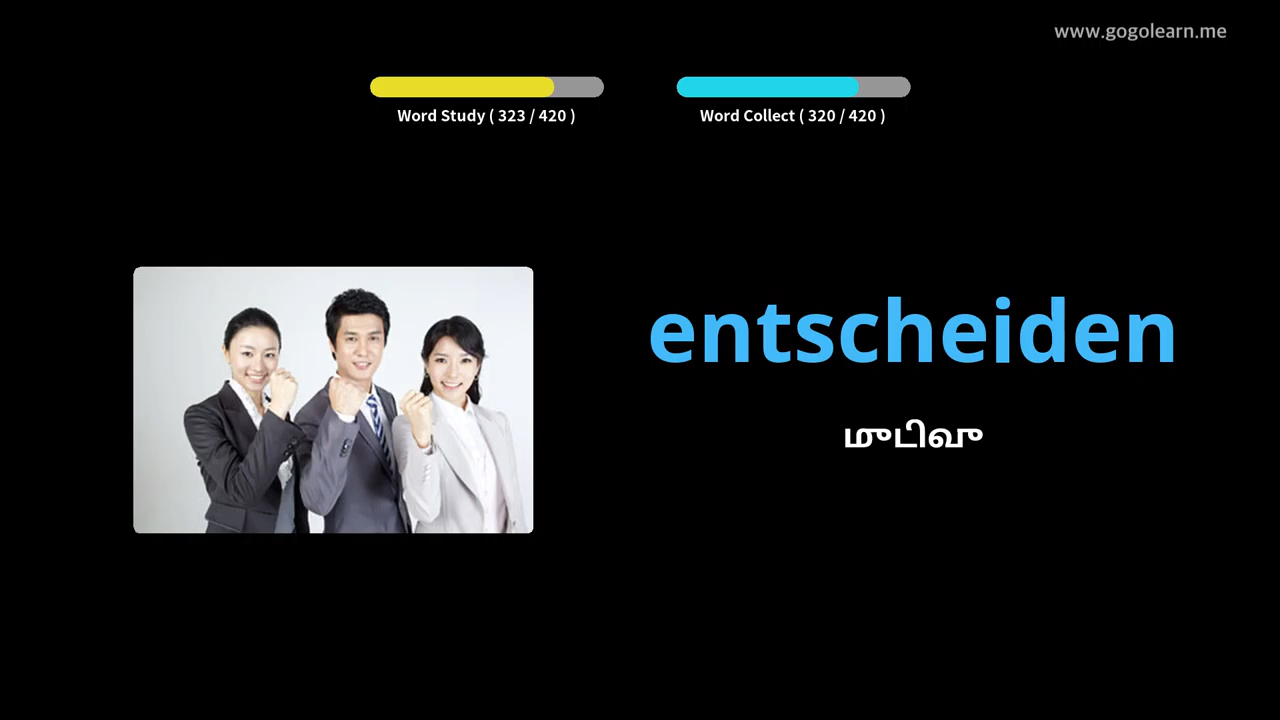 www.gogolearn.me
Word Study ( 323 / 420 )
Word Collect ( 320 / 420 )
entscheiden
முடிவு